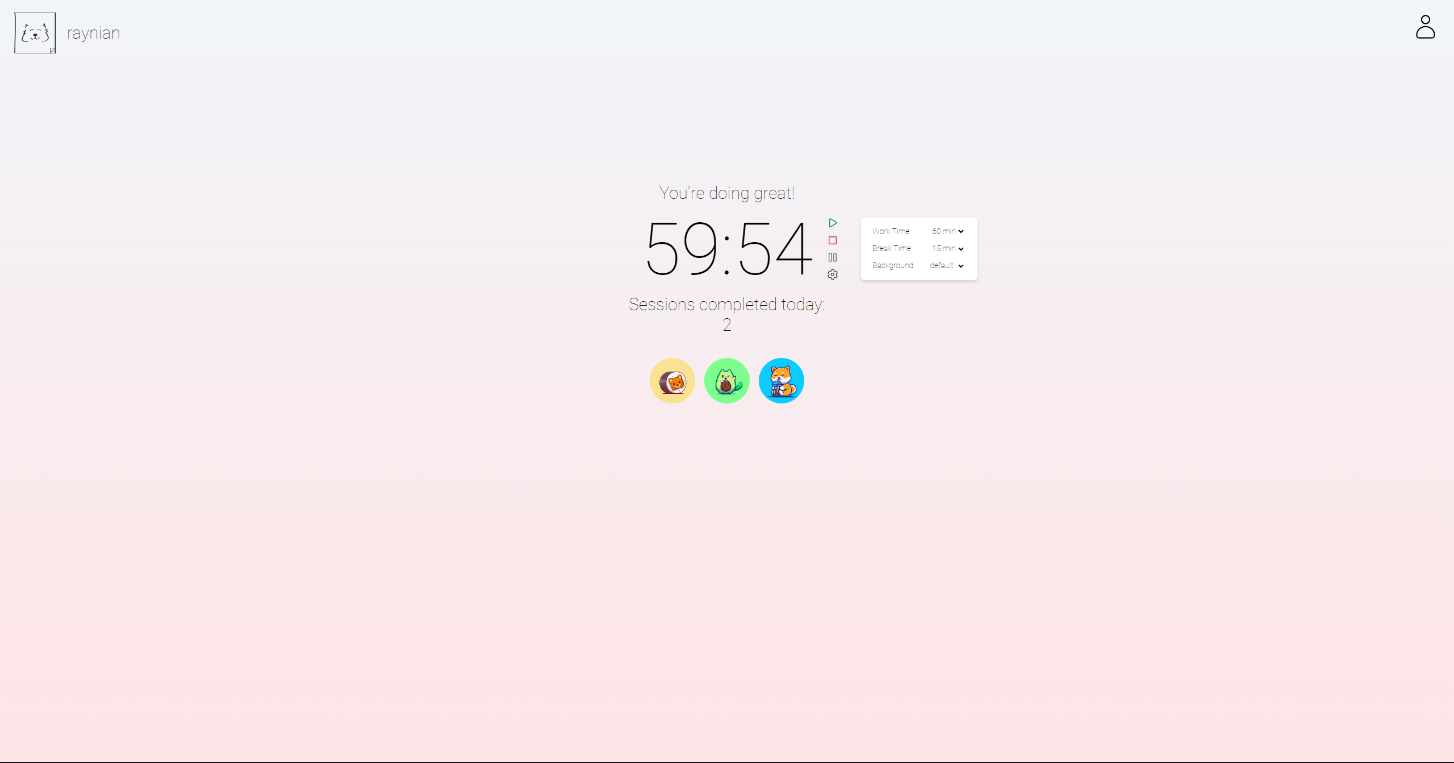 raynian
You're doing great!
59:54
Work Time 60 min
Break Time 15 min
Background default
Sessions completed today:
2